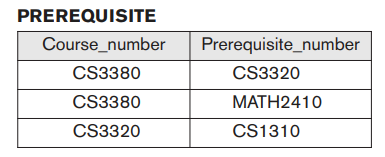 PREREQUISITE
Course_number Prerequisite_number
CS3380 CS3320
CS3380 MATH2410
CS3320 CS1310